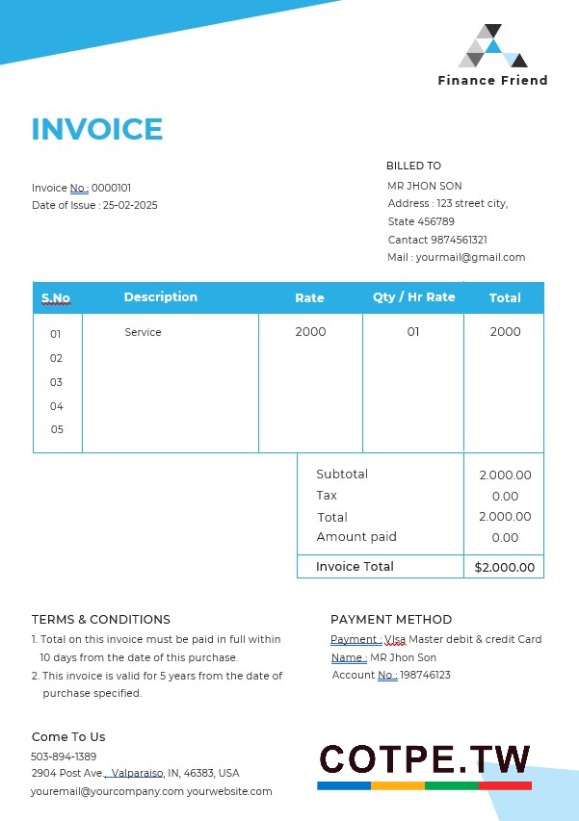 Finance Friend
INVOICE
BILLED TO
Invoice No : 0000101
Date of Issue : 25-02-2025
MR JHON SON
Address : 123 street city,
State 456789
Cantact 9874561321
Mail : yourmail@gmail.com
S.No Description Rate Qty / Hr Rate Total
01 Service 2000 01 2000
02
03
04
05
Subtotal 2.000.00
Tax 0.00
Total 2.000.00
Amount paid 0.00
Invoice Total $2.000.00
TERMS & CONDITIONS
1. Total on this invoice must be paid in full within
10 days from the date of this purchase.
2. This invoice is valid for 5 years from the date of
purchase specified.
PAYMENT METHOD
Payment : VIsa Master debit & credit Card
Name : MR Jhon Son
Account No : 198746123
Come To Us
503-894-1389
2904 Post Ave., Valparaiso, IN, 46383, USA
youremail@yourcompany.com yourwebsite.com
COTPE.TW